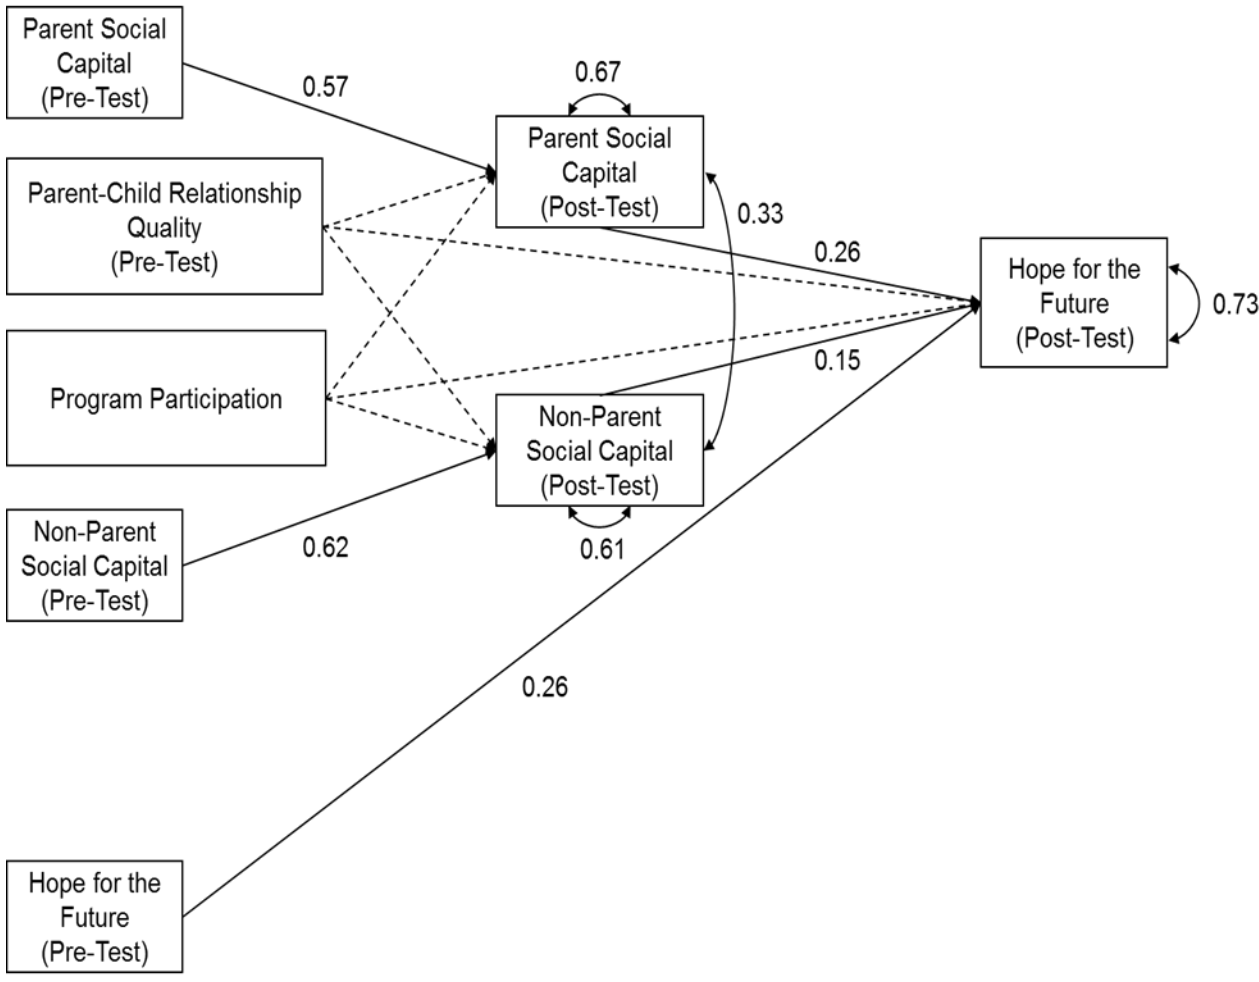 Parent Social
Capital
(Pre-Test)
0.57
0.67
Parent Social
Capital
(Post-Test)
Parent-Child Relationship
Quality
(Pre-Test)
0.33
0.26
Hope for the
Future
(Post-Test)
0.73
Program Participation
0.15
Non-Parent
Social Capital
(Post-Test)
0.61
Non-Parent
Social Capital
(Pre-Test)
0.62
0.26
Hope for the
Future
(Pre-Test)